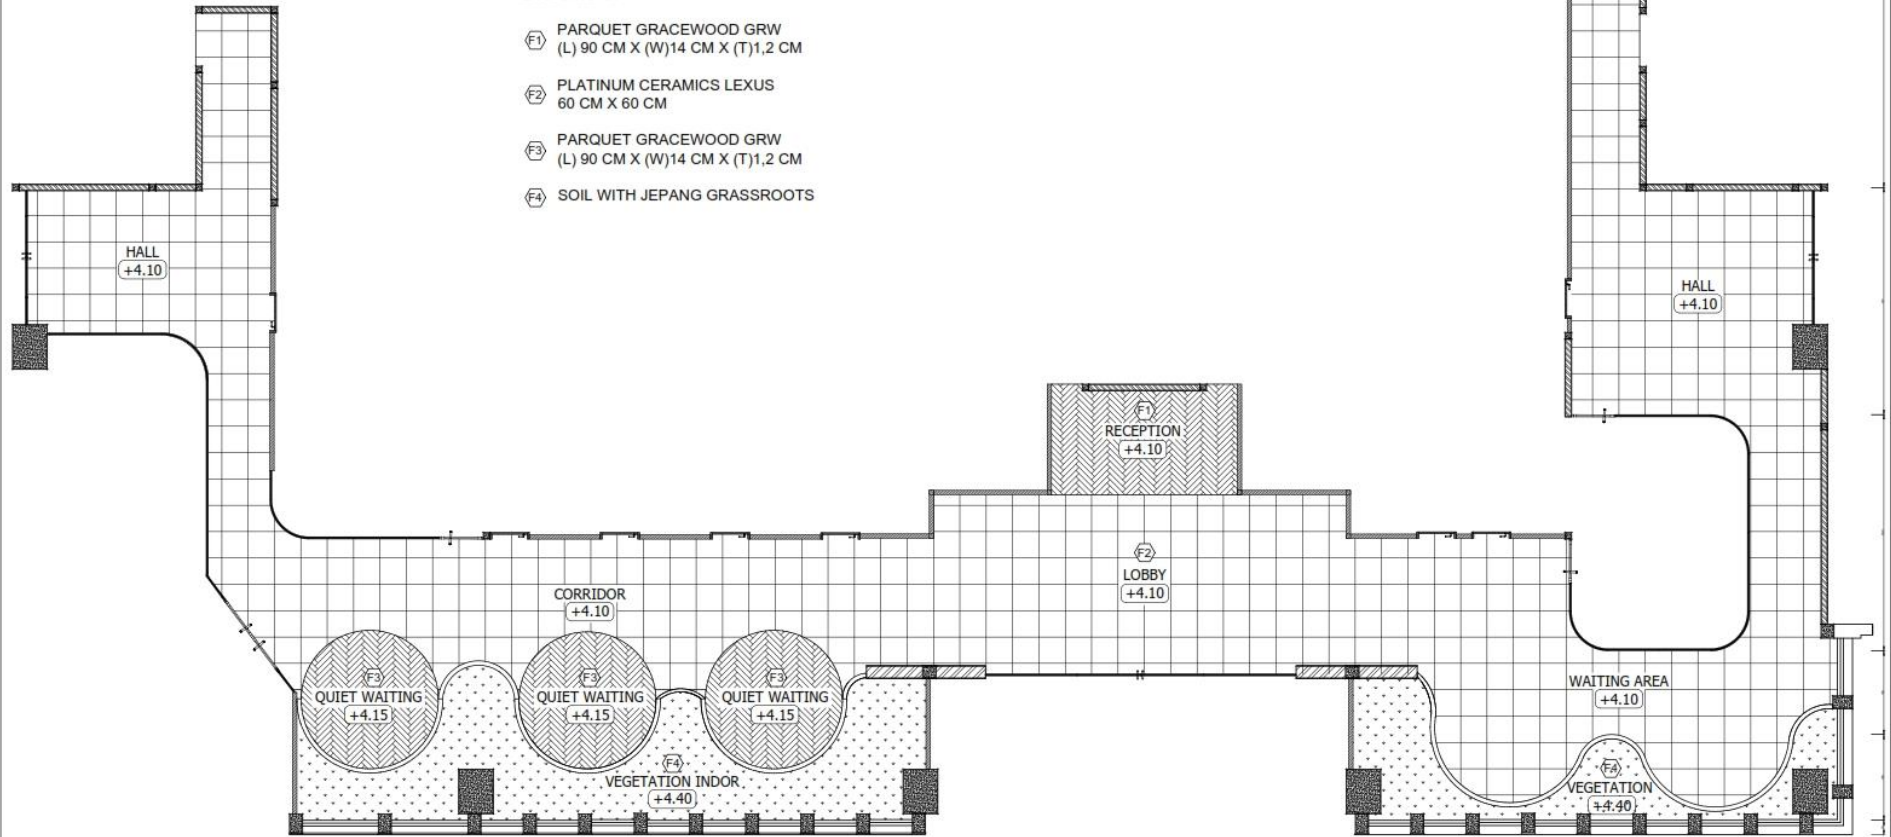 F1 PARQUET GRACEWOOD GRW
(L) 90 CM X (W)14 CM X (T)1,2 CM
F2 PLATINUM CERAMICS LEXUS
60 CM X 60 CM
F3 PARQUET GRACEWOOD GRW
(L) 90 CM X (W)14 CM X (T)1,2 CM
F4 SOIL WITH JEPANG GRASSROOTS
HALL
+4.10
HALL
+4.10
F1
RECEPTION
+4.10
F2
LOBBY
+4.10
CORRIDOR
+4.10
F3
QUIET WAITING
+4.15
F3
QUIET WAITING
+4.15
F3
QUIET WAITING
+4.15
WAITING AREA
+4.10
F4
VEGETATION INDOR
+4.40
F4
VEGETATION
+4.40